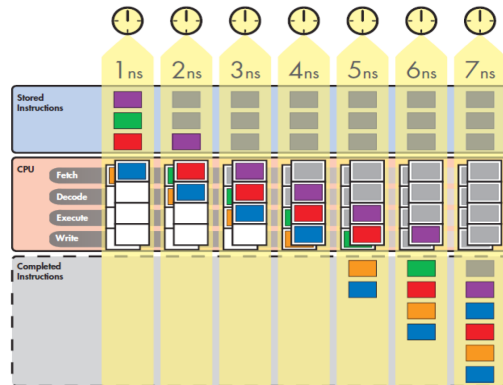 1ns 2ns 3ns 4ns 5ns 6ns 7ns
Stored
Instructions
CPU
Fetch
Decode
Execute
Write
Completed
Instructions